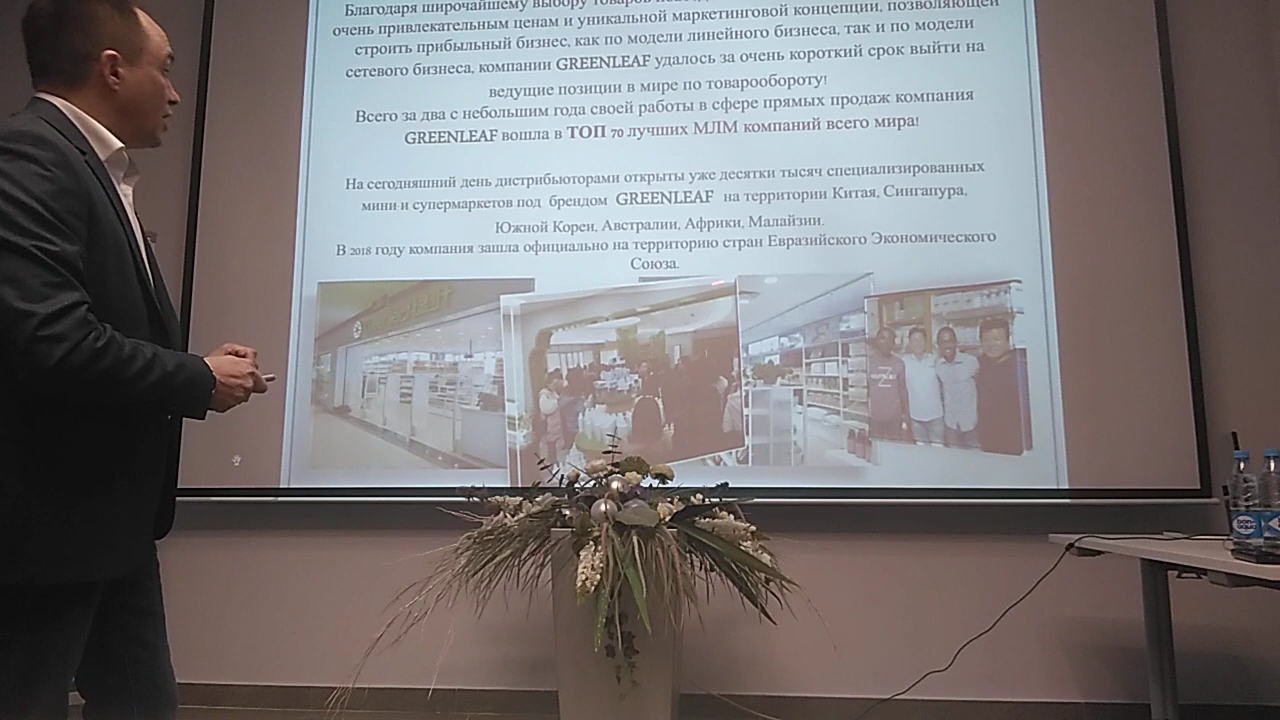 Благодаря широчайшему выбору товаров
очень привлекательным ценам и уникальной маркетинговой концепции, позволяющей
строить прибыльный бизнес, как по модели линейного бизнеса, так и по модели
сетевого бизнеса, компании GREENLEAF удалось за очень короткий срок выйти на
ведущие позиции в мире по товарообороту!
Всего за два с небольшим года своей работы в сфере прямых продаж компания
GREENLEAF вошла в ТОП 70 лучших МЛМ компаний всего мира!
На сегодняшний день дистрибьюторами открыты уже десятки тысяч специализированных
мини-и супермаркетов под брендом GREENLEAF на территории Китая, Сингапура,
Южной Кореи, Австралии, Африки, Малайзии.
В 2018 году компания зашла официально на территорию стран Евразийского Экономического
Союза.
bon
aqua